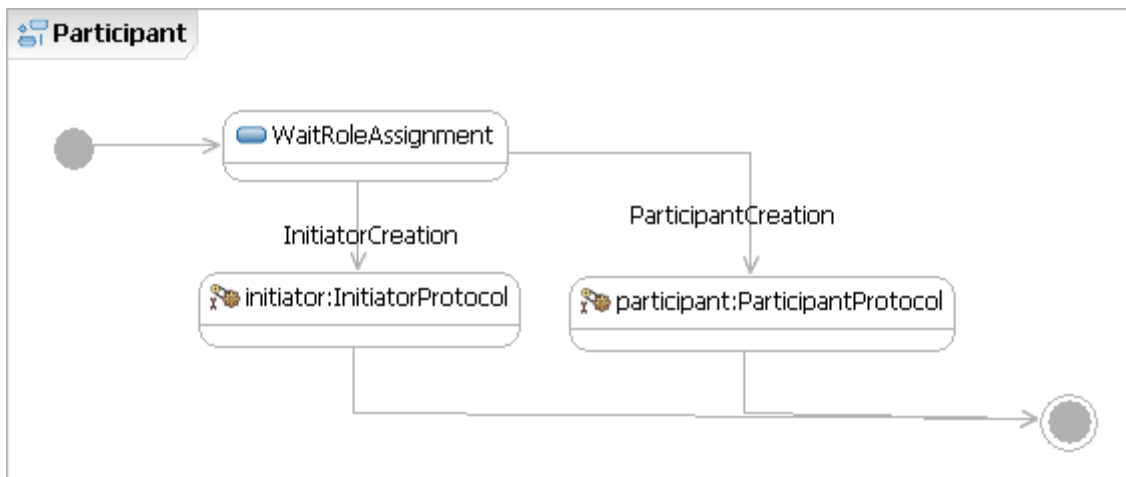 Participant
WaitRoleAssignment
InitiatorCreation
ParticipantCreation
initiator:InitiatorProtocol
participant:ParticipantProtocol